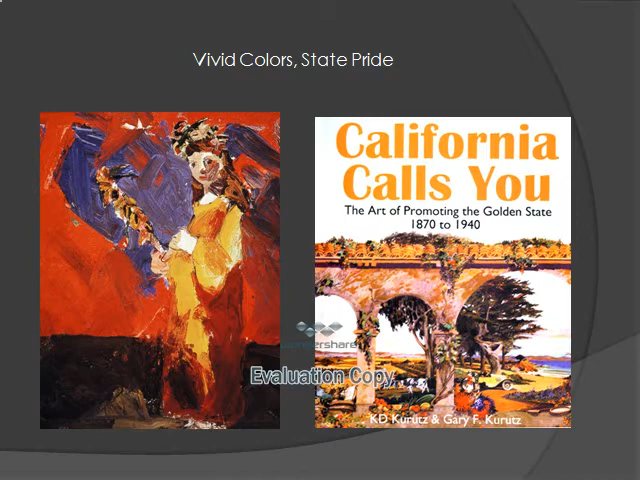 Vivid Colors, State Pride
California
Calls You
The Art of Promoting the Golden State
1870 to 1940
wondershare
Evaluation Copy
KD Kurutz & Gary F. Kurutz